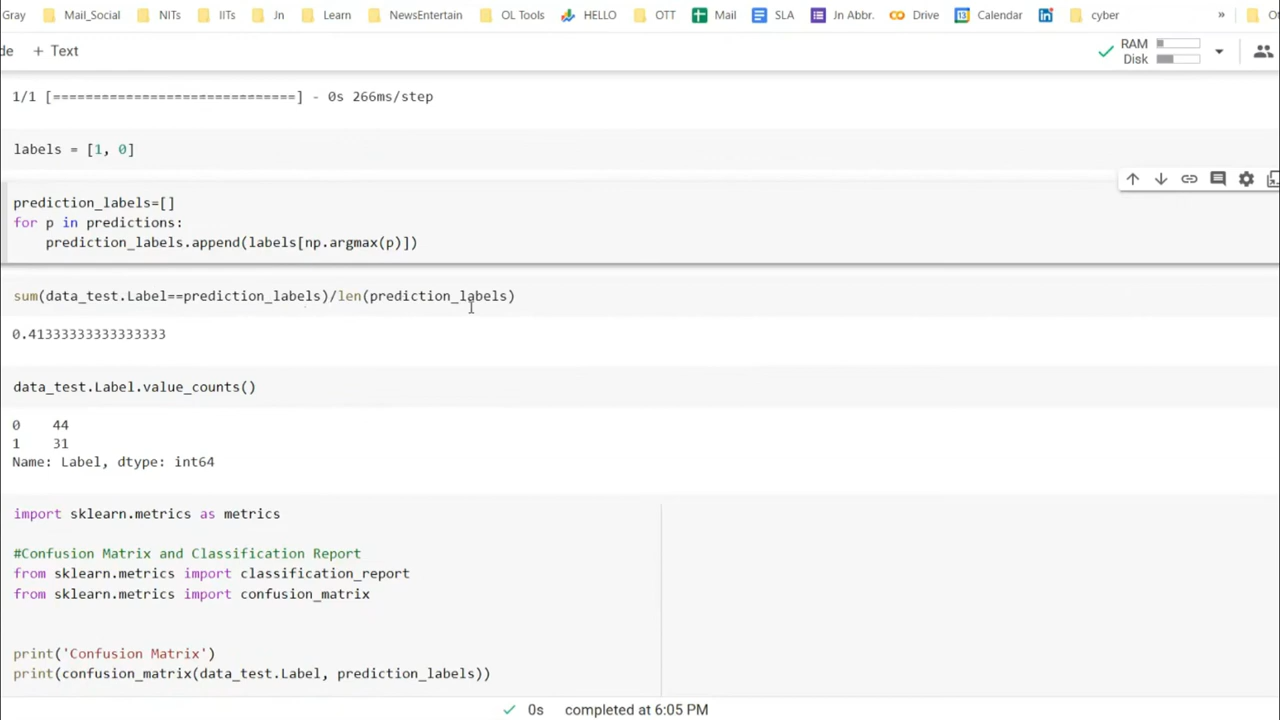 Gray Mail_Social NITs IITs Jn Learn NewsEntertain OL Tools HELLO OTT Mail SLA Jn Abbr. Drive Calendar cyber »
de + Text RAM
Disk
1/1 [==============================] - 0s 266ms/step
labels = [1, 0]
prediction_labels=[]
for p in predictions:
    prediction_labels.append(labels[np.argmax(p)])
sum(data_test.Label==prediction_labels)/len(prediction_labels)
0.41333333333333333
data_test.Label.value_counts()
0    44
1    31
Name: Label, dtype: int64
import sklearn.metrics as metrics
#Confusion Matrix and Classification Report
from sklearn.metrics import classification_report
from sklearn.metrics import confusion_matrix
print('Confusion Matrix')
print(confusion_matrix(data_test.Label, prediction_labels))
0s completed at 6:05 PM